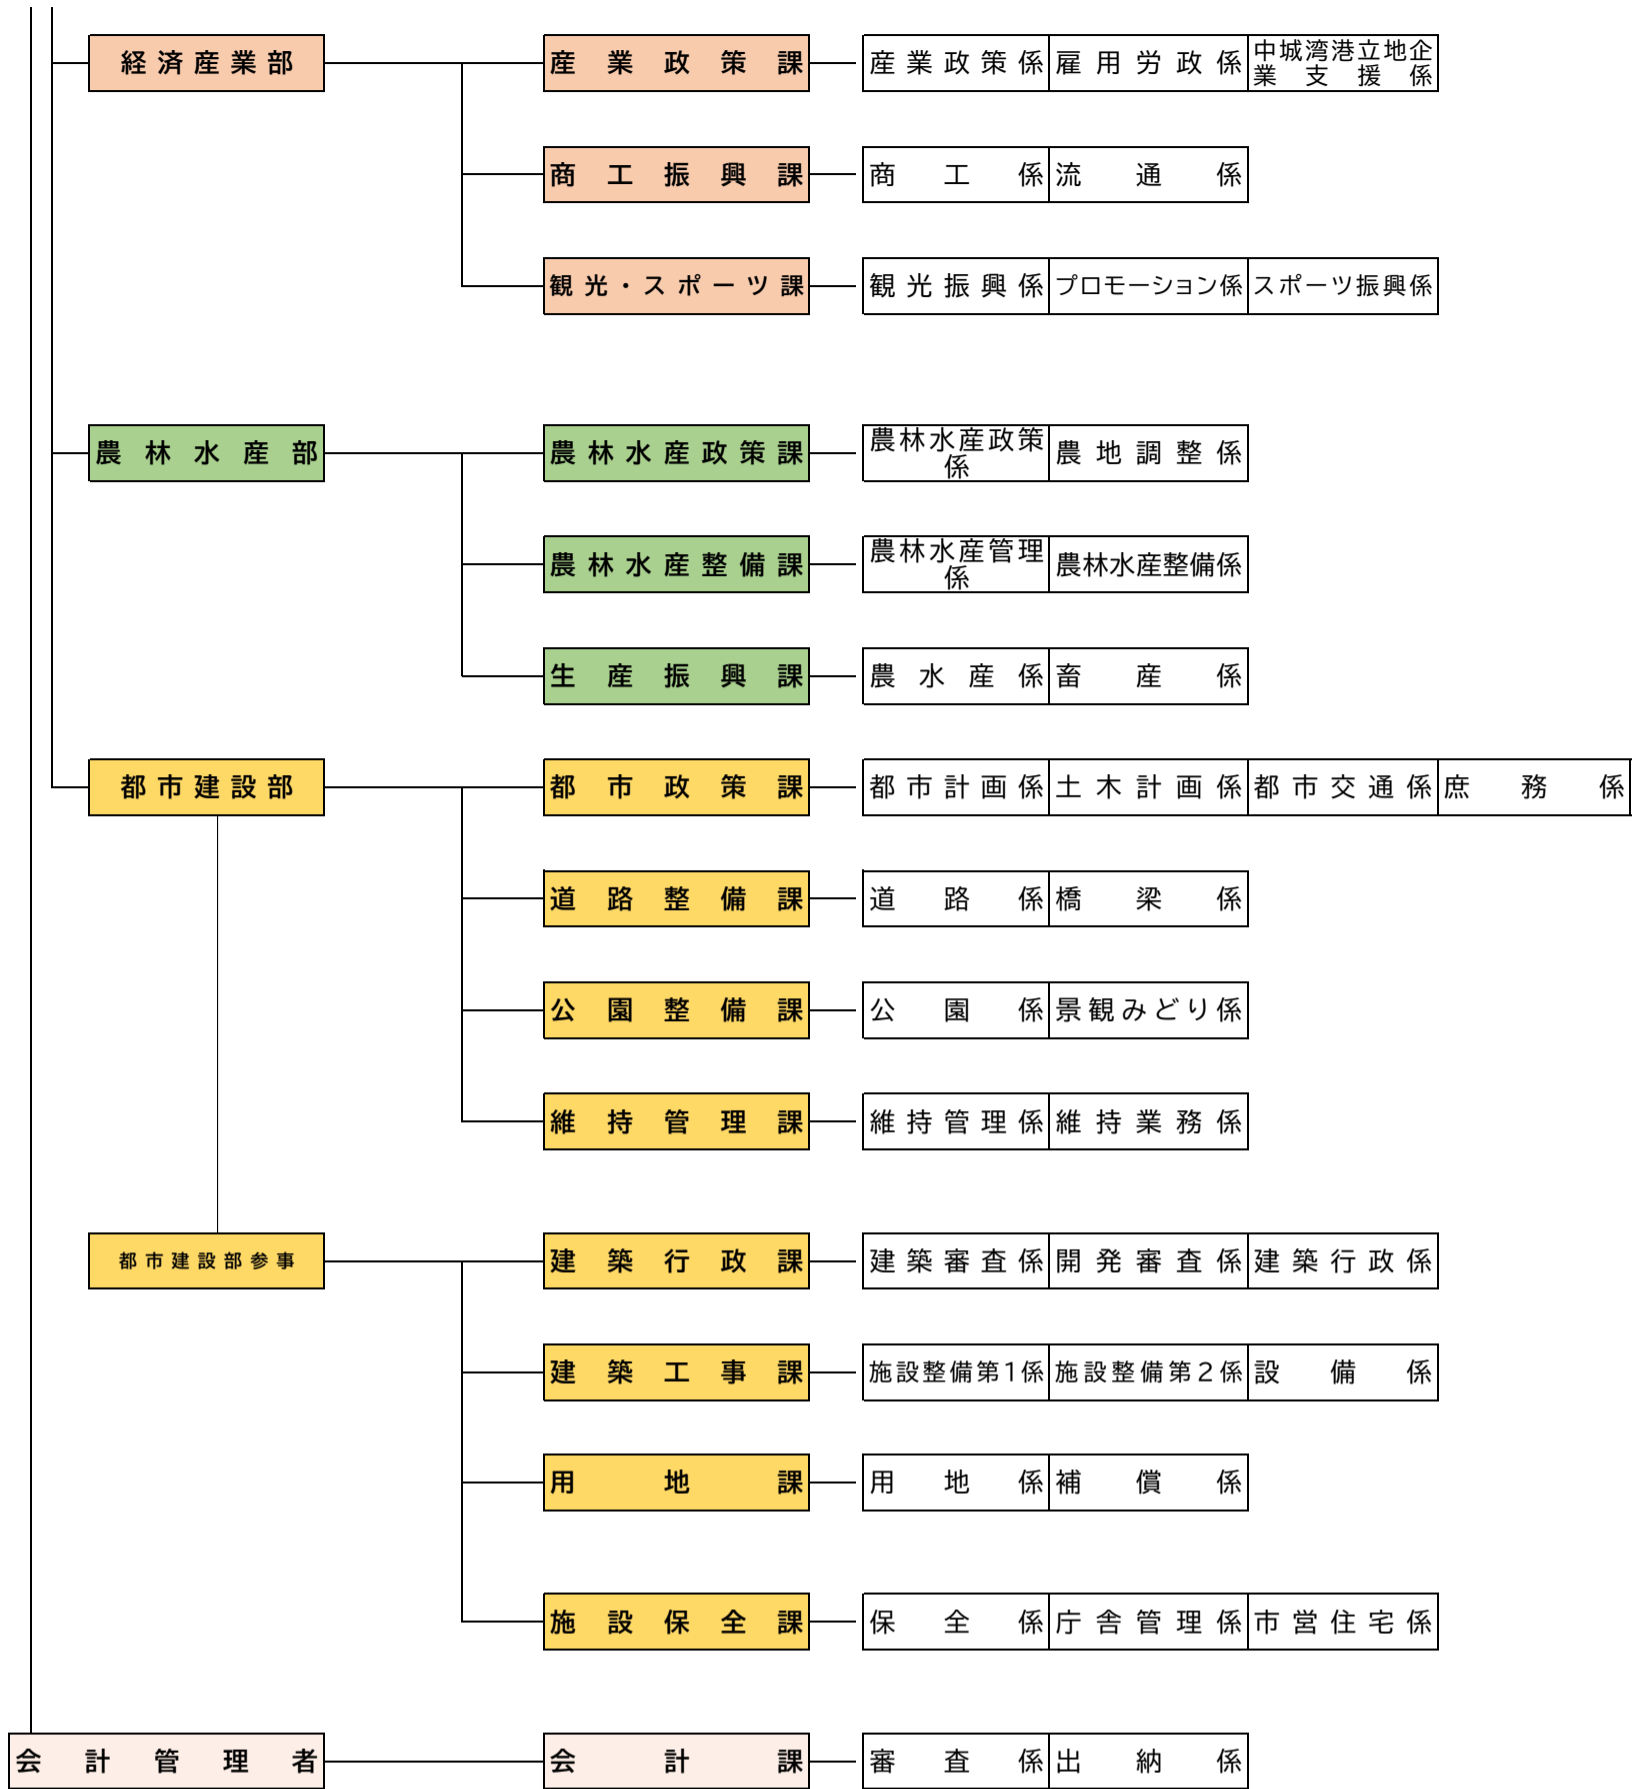 経済産業部 産業政策課 産業政策係 雇用労政係 中城湾港立地企
業支援係
商工振興課 商工係 流通係
観光・スポーツ課 観光振興係 プロモーション係 スポーツ振興係
農林水産部 農林水産政策課 農林水産政策
係 農地調整係
農林水産整備課 農林水産管理
係 農林水産整備係
生産振興課 農水産係 畜産係
都市建設部 都市政策課 都市計画係 土木計画係 都市交通係 庶務係
道路整備課 道路係 橋梁係
公園整備課 公園係 景観みどり係
維持管理課 維持管理係 維持業務係
都市建設部参事 建築行政課 建築審査係 開発審査係 建築行政係
建築工事課 施設整備第1係 施設整備第2係 設備係
用地課 用地係 補償係
施設保全課 保全係 庁舎管理係 市営住宅係
会計管理者 会計課 審査係 出納係